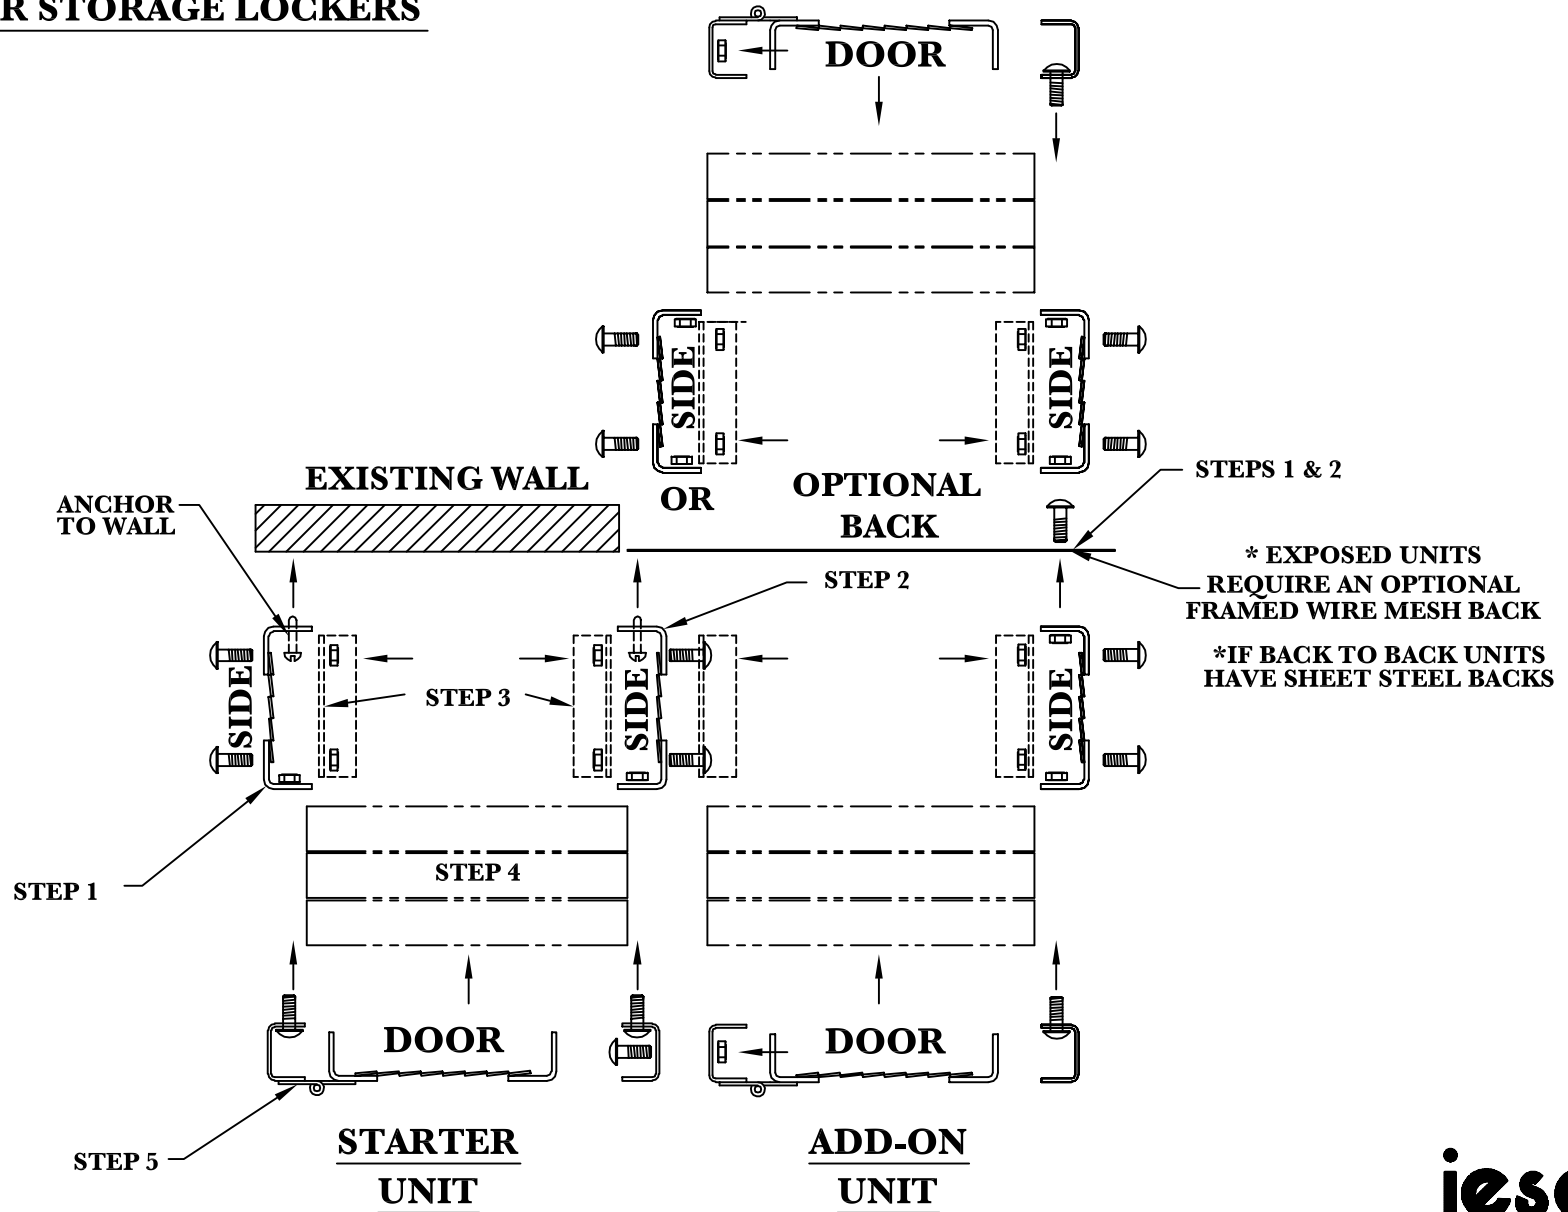 R STORAGE LOCKERS
DOOR
SIDE
SIDE
EXISTING WALL
OR
OPTIONAL
BACK
STEPS 1 & 2
ANCHOR
TO WALL
* EXPOSED UNITS
REQUIRE AN OPTIONAL
FRAMED WIRE MESH BACK
*IF BACK TO BACK UNITS
HAVE SHEET STEEL BACKS
STEP 2
SIDE
STEP 3
SIDE
SIDE
STEP 1
STEP 4
DOOR
DOOR
STEP 5
STARTER
UNIT
ADD-ON
UNIT